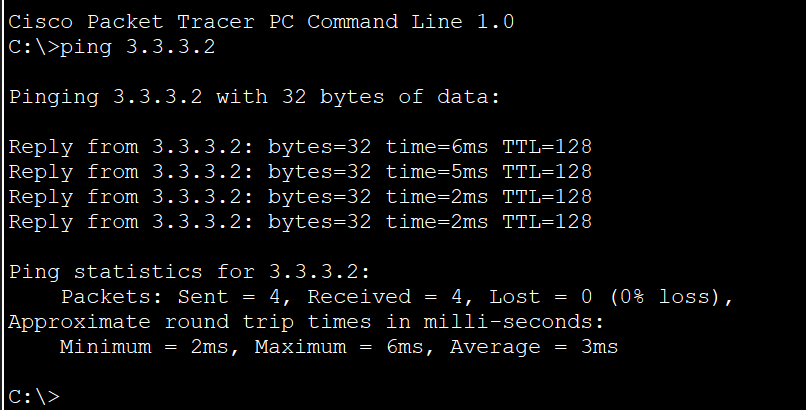 Cisco Packet Tracer PC Command Line 1.0
C:\>ping 3.3.3.2
Pinging 3.3.3.2 with 32 bytes of data:
Reply from 3.3.3.2: bytes=32 time=6ms TTL=128
Reply from 3.3.3.2: bytes=32 time=5ms TTL=128
Reply from 3.3.3.2: bytes=32 time=2ms TTL=128
Reply from 3.3.3.2: bytes=32 time=2ms TTL=128
Ping statistics for 3.3.3.2:
Packets: Sent = 4, Received = 4, Lost = 0 (0% loss),
Approximate round trip times in milli-seconds:
Minimum = 2ms, Maximum = 6ms, Average = 3ms
C:\>